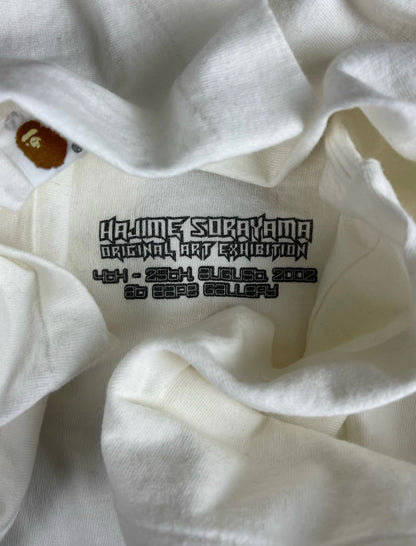 HAJIME SORAYAMA
ORIGINAL ART EXHIBITION
4th - 25th, August, 2002
at BAPE GALLERY